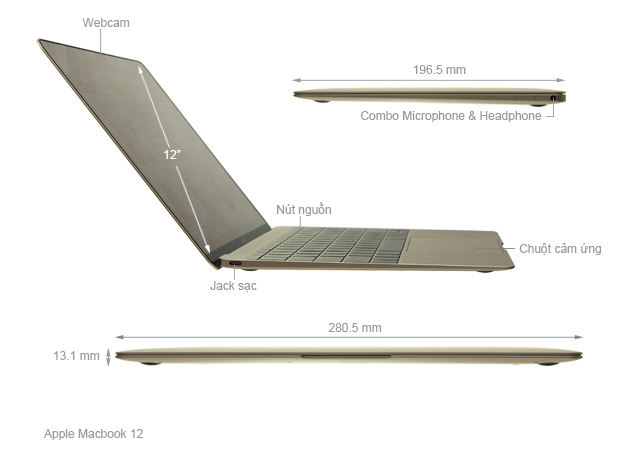 Webcam
196.5 mm
Combo Microphone & Headphone
12"
Nút nguồn
Chuột cảm ứng
Jack sạc
280.5 mm
13.1 mm
Apple Macbook 12